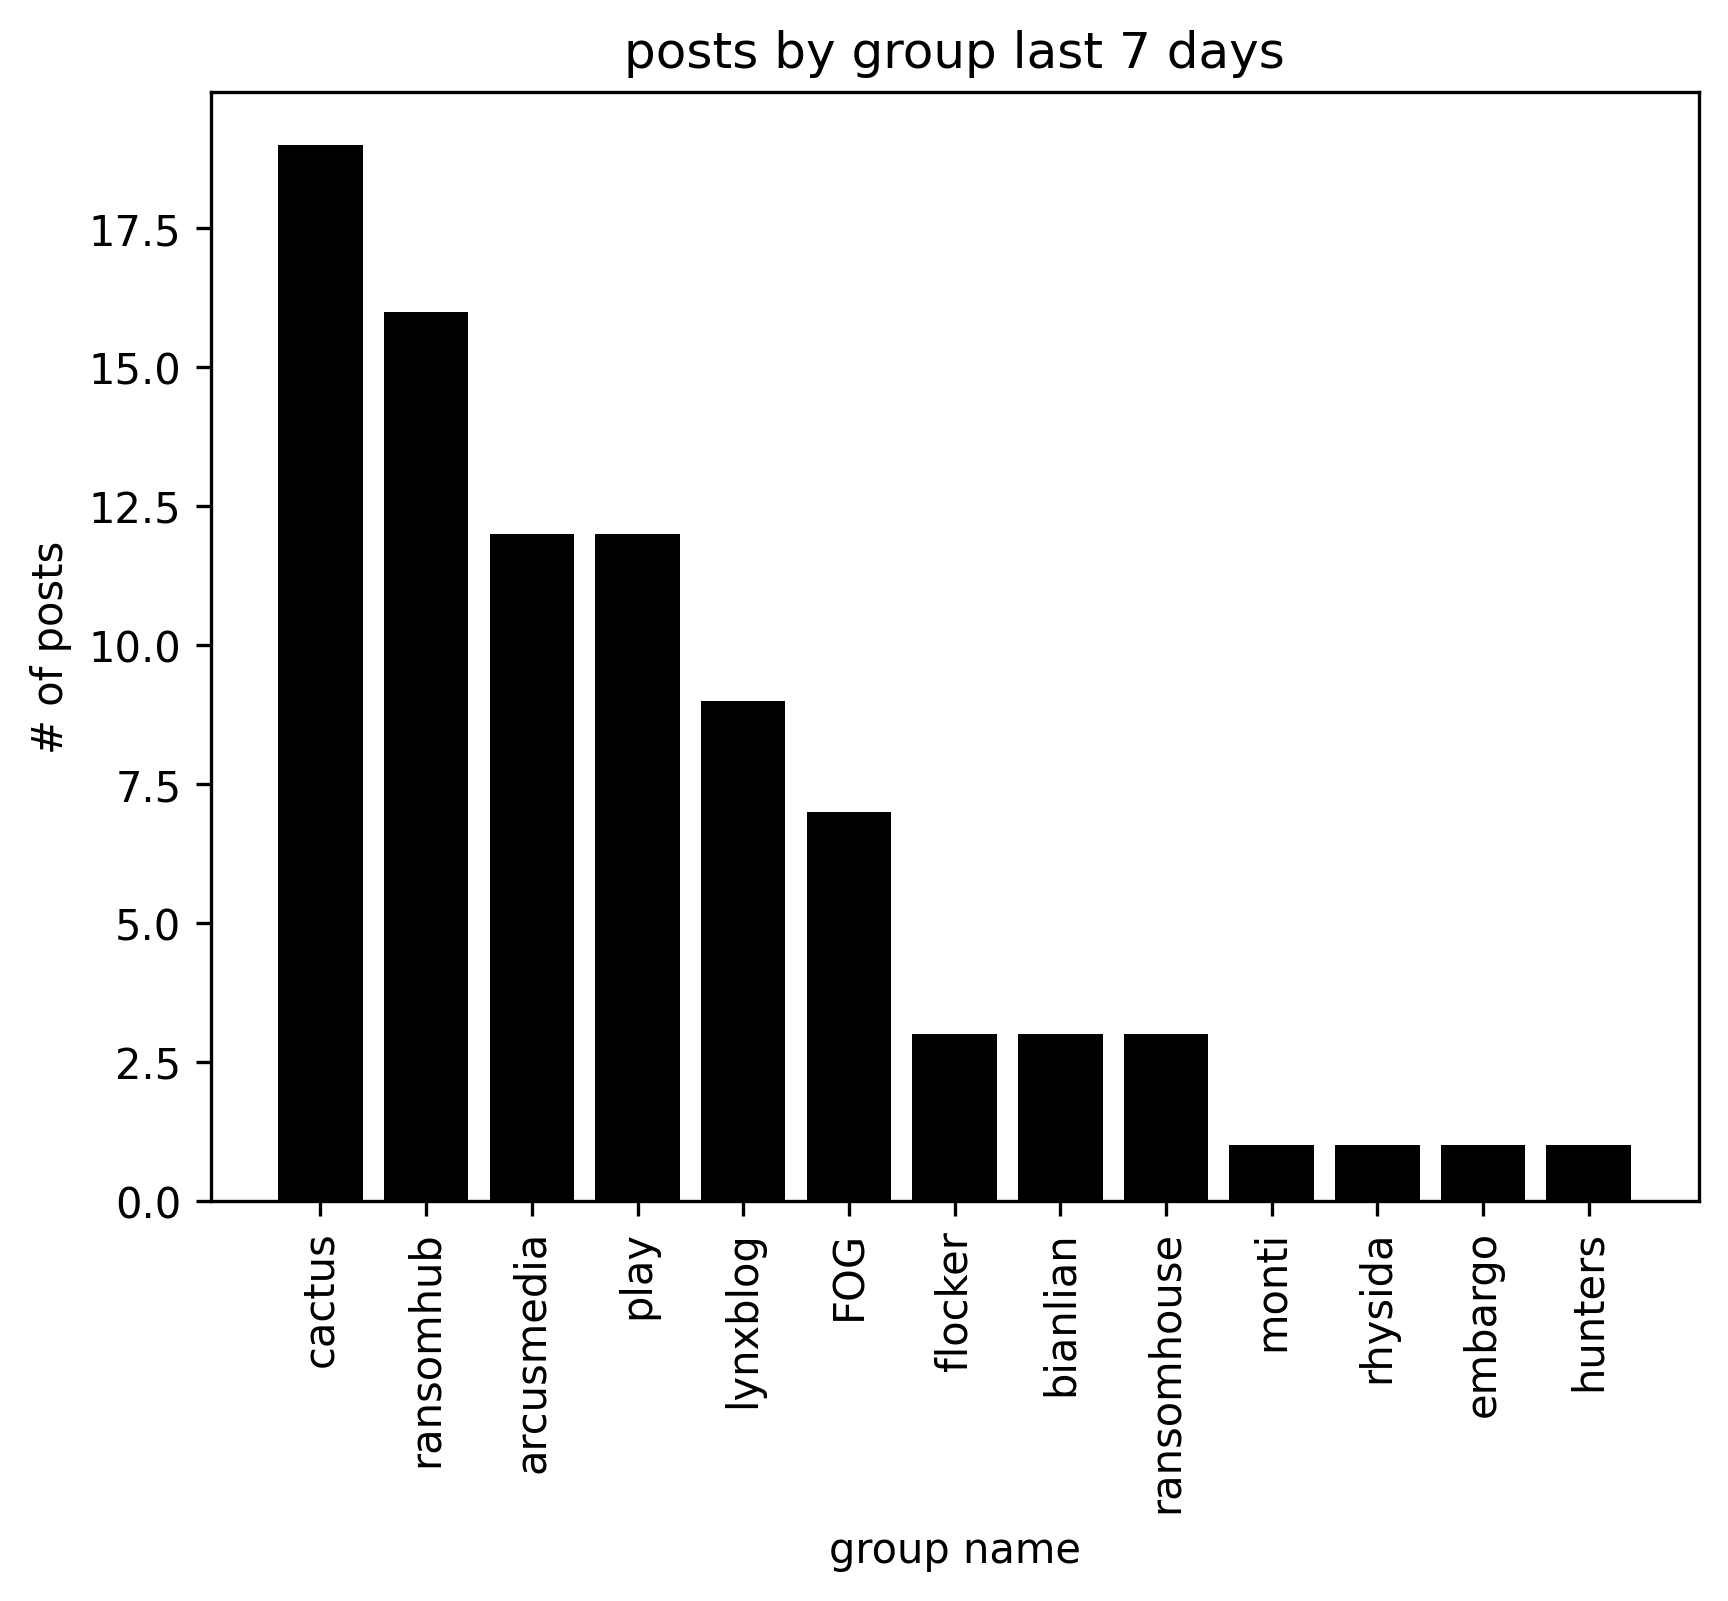 posts by group last 7 days
# of posts
17.5
15.0
12.5
10.0
7.5
5.0
2.5
0.0
cactus
ransomhub
arcusmedia
play
lynxblog
FOG
flocker
bianlian
ransomhouse
monti
rhysida
embargo
hunters
group name